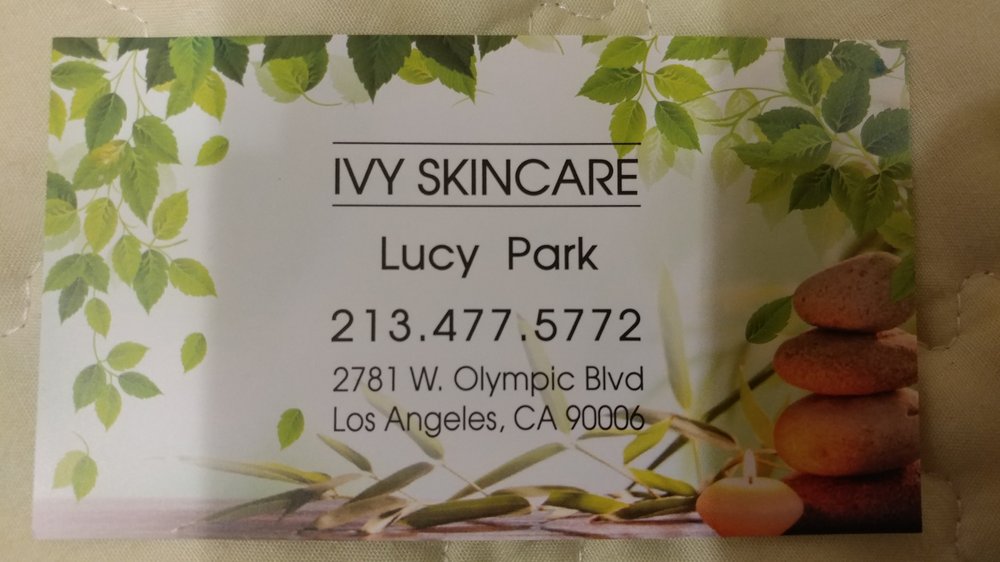 IVY SKINCARE
Lucy Park
213.477.5772
2781 W. Olympic Blvd
Los Angeles, CA 90006